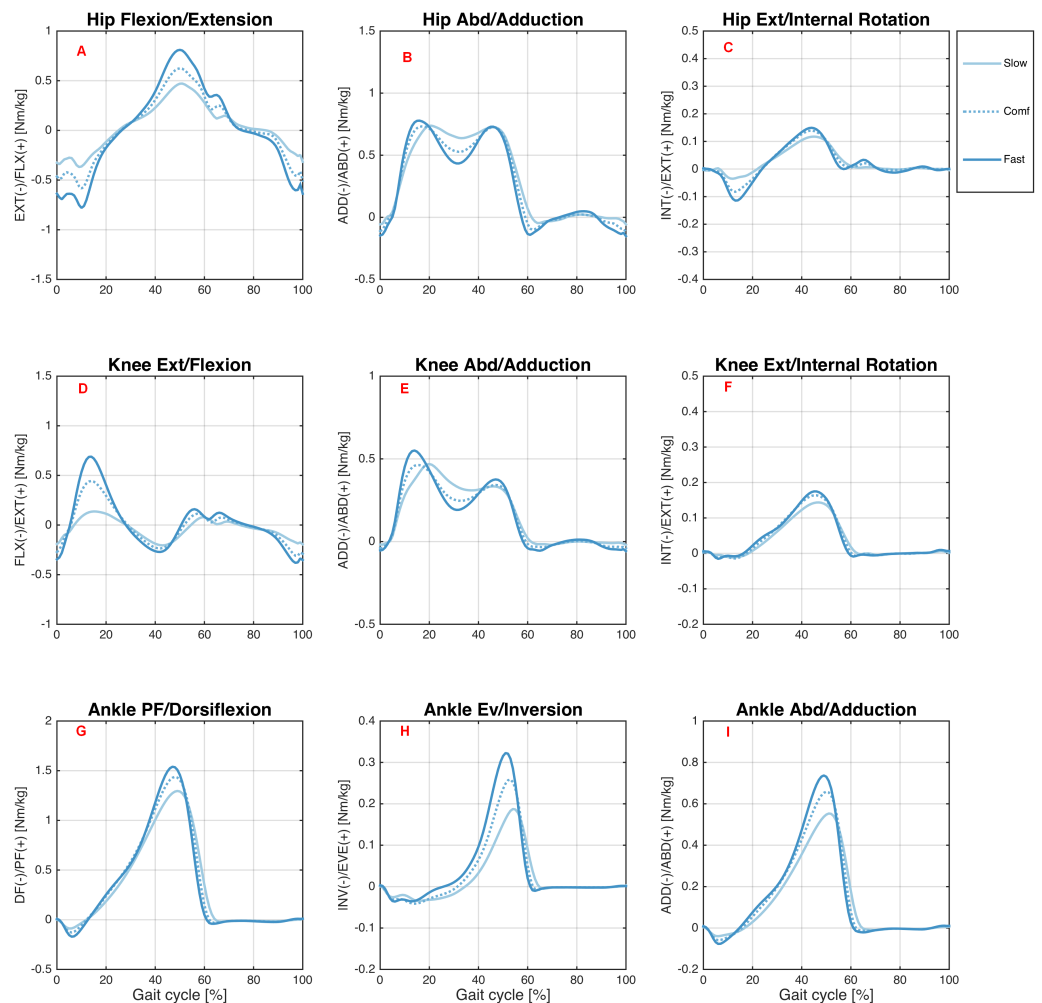 Hip Flexion/Extension
A
EXT(-)/FLX(+) [Nm/kg]
1
0.5
0
-0.5
-1
-1.5
0 20 40 60 80 100
Hip Abd/Adduction
B
ADD(-)/ABD(+) [Nm/kg]
1.5
1
0.5
0
-0.5
0 20 40 60 80 100
Hip Ext/Internal Rotation
C
INT(-)/EXT(+) [Nm/kg]
0.5
0.4
0.3
0.2
0.1
0
-0.1
-0.2
-0.3
-0.4
0 20 40 60 80 100
Slow
Comf
Fast
Knee Ext/Flexion
D
FLX(-)/EXT(+) [Nm/kg]
1.5
1
0.5
0
-0.5
-1
0 20 40 60 80 100
Knee Abd/Adduction
E
ADD(-)/ABD(+) [Nm/kg]
1
0.5
0
-0.5
0 20 40 60 80 100
Knee Ext/Internal Rotation
F
INT(-)/EXT(+) [Nm/kg]
0.5
0.4
0.3
0.2
0.1
0
-0.1
-0.2
0 20 40 60 80 100
Ankle PF/Dorsiflexion
G
DF(-)/PF(+) [Nm/kg]
2
1.5
1
0.5
0
-0.5
0 20 40 60 80 100
Gait cycle [%]
Ankle Ev/Inversion
H
INV(-)/EVE(+) [Nm/kg]
0.4
0.3
0.2
0.1
0
-0.1
-0.2
0 20 40 60 80 100
Gait cycle [%]
Ankle Abd/Adduction
I
ADD(-)/ABD(+) [Nm/kg]
1
0.8
0.6
0.4
0.2
0
-0.2
0 20 40 60 80 100
Gait cycle [%]